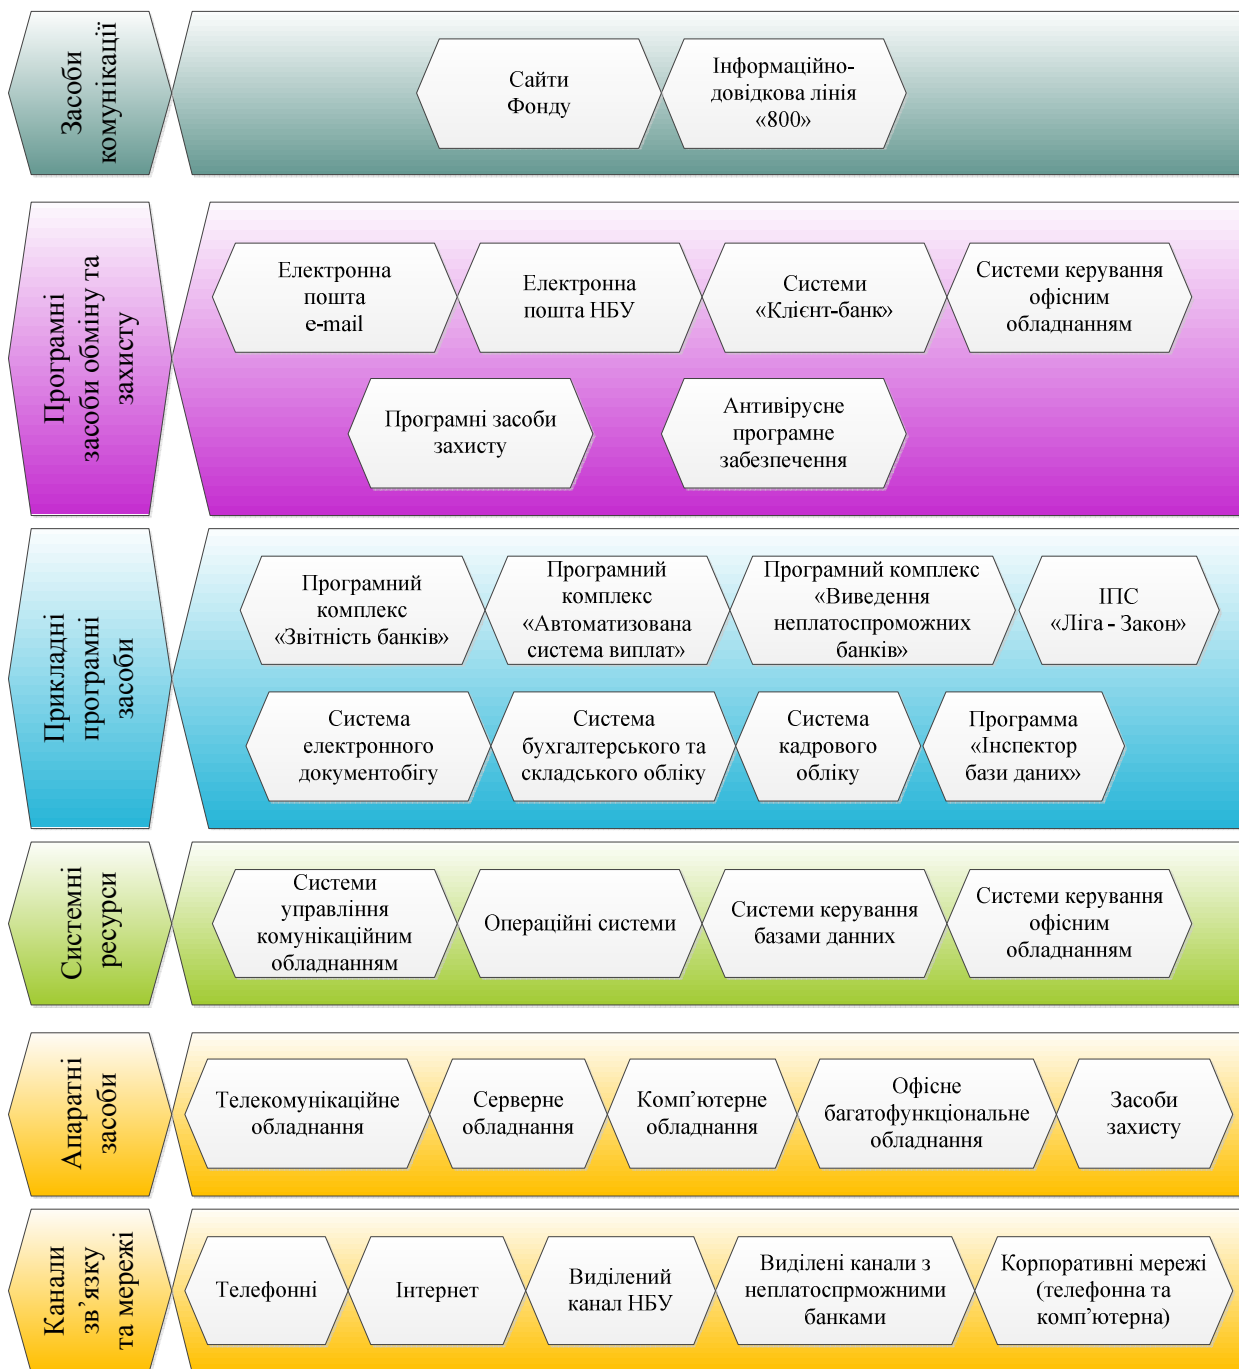 Засоби
комунікації
Сайти
Фонду
Інформаційно-
довідкова лінія
«800»
Програмні
засоби обміну та
захисту
Електронна
пошта
e-mail
Електронна
пошта НБУ
Системи
«Клієнт-банк»
Системи керування
офісним
обладнанням
Програмні засоби
захисту
Антивірусне
програмне
забезпечення
Прикладні
програмні
засоби
Програмний
комплекс
«Звітність банків»
Програмний
комплекс
«Автоматизована
система виплат»
Програмний комплекс
«Виведення
неплатоспроможних
банків»
ІПС
«Ліга - Закон»
Система
електронного
документобігу
Система
бухгалтерського та
складського обліку
Система
кадрового
обліку
Программа
«Інспектор
бази даних»
Системні
ресурси
Системи
управління
комунікаційним
обладнанням
Операційні системи
Системи керування
базами данних
Системи керування
офісним
обладнанням
Апаратні
засоби
Телекомунікаційне
обладнання
Серверне
обладнання
Комп’ютерне
обладнання
Офісне
багатофункціональне
обладнання
Засоби
захисту
Канали
зв’язку
та мережі
Телефонні
Інтернет
Виділений
канал НБУ
Виділені канали з
неплатоспрможними
банками
Корпоративні мережі
(телефонна та
комп’ютерна)